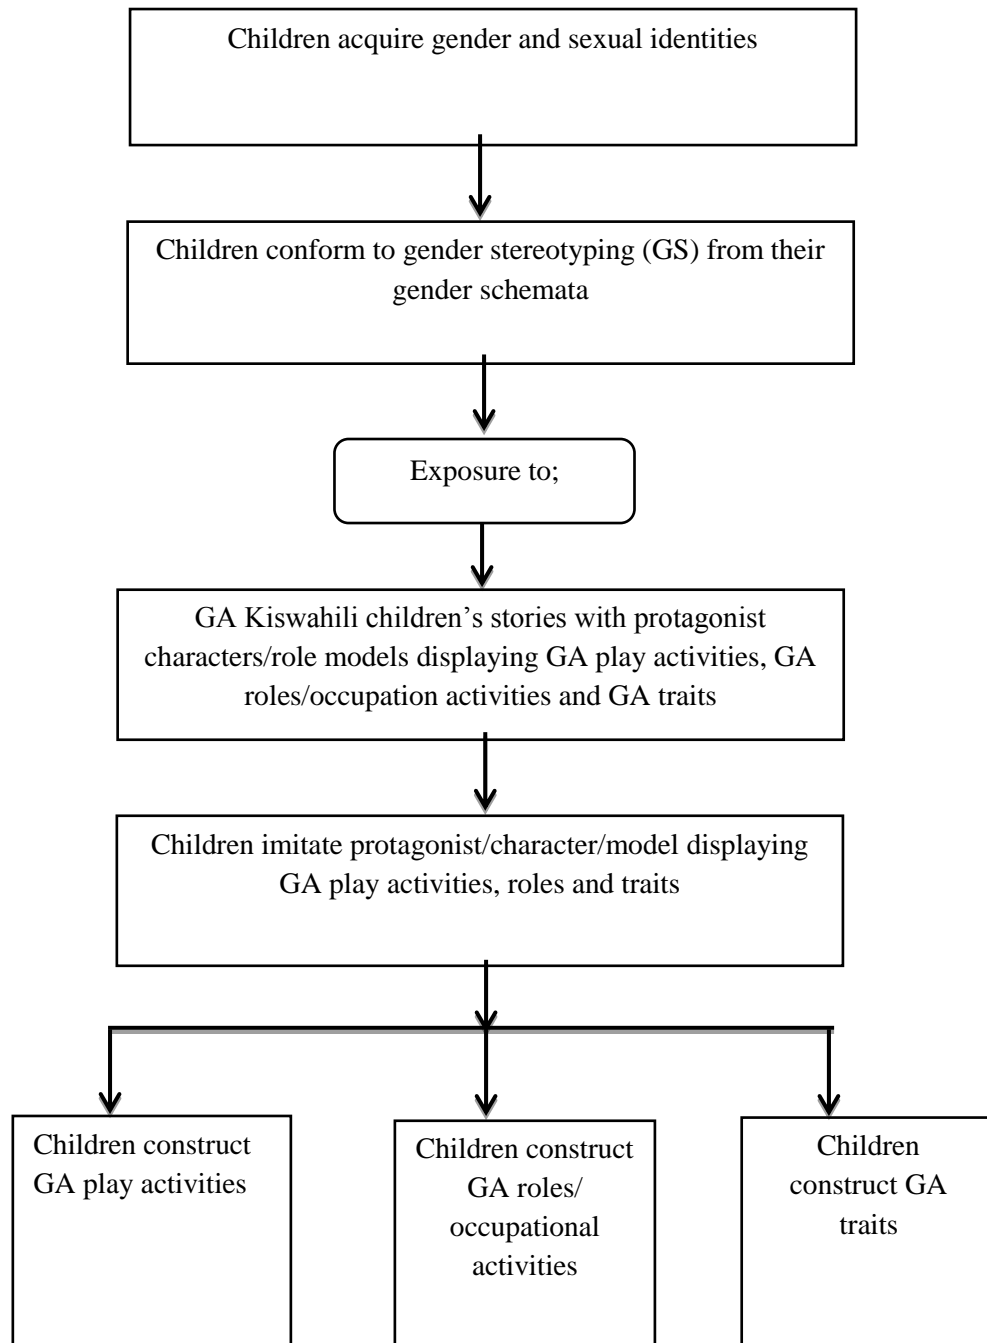 Children acquire gender and sexual identities
Children conform to gender stereotyping (GS) from their
gender schemata
Exposure to;
GA Kiswahili children’s stories with protagonist
characters/role models displaying GA play activities, GA
roles/occupation activities and GA traits
Children imitate protagonist/character/model displaying
GA play activities, roles and traits
Children construct
GA play activities
Children construct
GA roles/
occupational
activities
Children
construct GA
traits